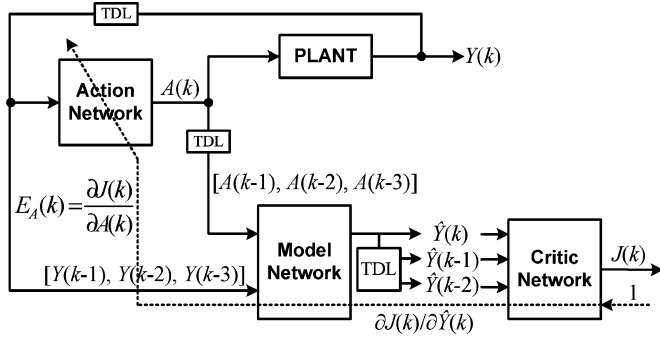 TDL
PLANT
Y(k)
Action
Network
A(k)
TDL
[A(k-1), A(k-2), A(k-3)]
E_A(k)=∂J(k)/∂A(k)
Model
Network
Ŷ(k)
TDL
Ŷ(k-1)
Ŷ(k-2)
Critic
Network
J(k)
[Y(k-1), Y(k-2), Y(k-3)]
1
∂J(k)/∂Ŷ(k)